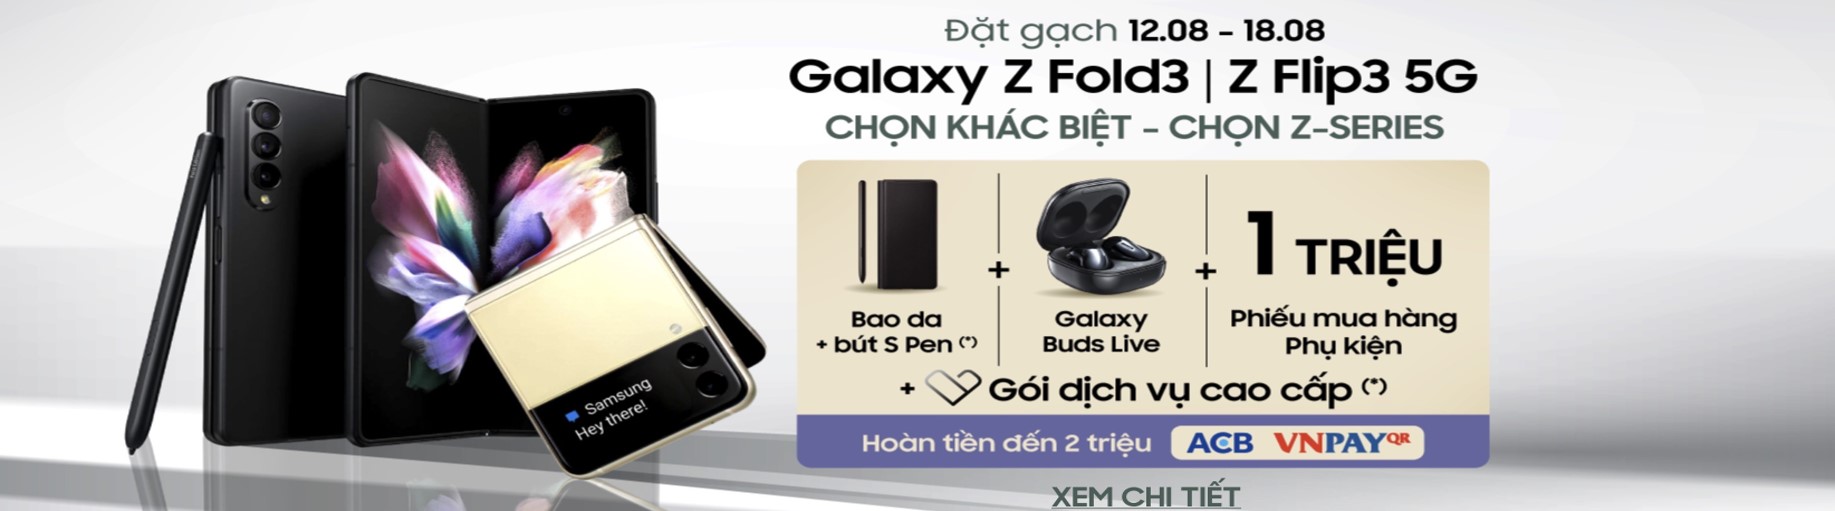 Đặt gạch 12.08 - 18.08
Galaxy Z Fold3 | Z Flip3 5G
CHỌN KHÁC BIỆT - CHỌN Z-SERIES
Bao da
+ bút S Pen (*)
+
Galaxy
Buds Live
+
1 TRIỆU
Phiếu mua hàng
Phụ kiện
+ Gói dịch vụ cao cấp (*)
Hoàn tiền đến 2 triệu ACB VNPAYQR
XEM CHI TIẾT
Samsung
Hey there!